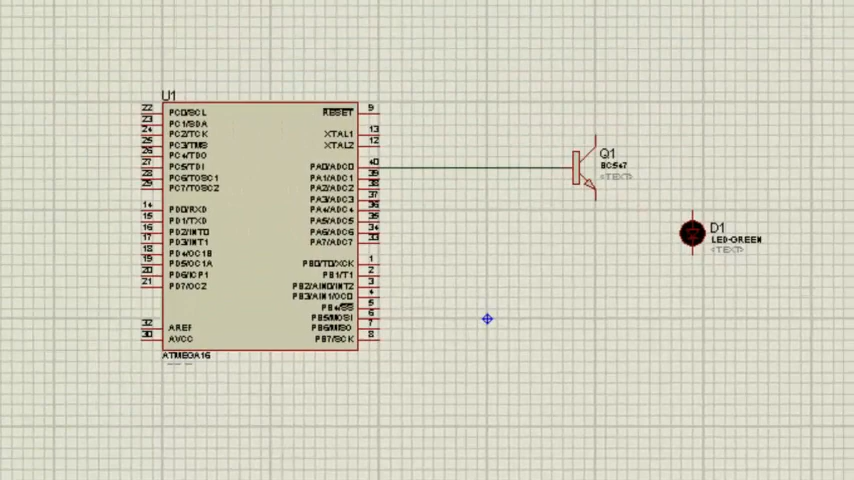 U1
22 PC0/SCL
23 PC1/SDA
24 PC2/TCK
25 PC3/TMS
26 PC4/TDO
27 PC5/TDI
28 PC6/TOSC1
29 PC7/TOSC2
14 PD0/RXD
15 PD1/TXD
16 PD2/INT0
17 PD3/INT1
18 PD4/OC1B
19 PD5/OC1A
20 PD6/ICP1
21 PD7/OC2
32 AREF
30 AVCC
RESET 9
XTAL1 13
XTAL2 12
PA0/ADC0 40
PA1/ADC1 39
PA2/ADC2 38
PA3/ADC3 37
PA4/ADC4 36
PA5/ADC5 35
PA6/ADC6 34
PA7/ADC7 33
PB0/T0/XCK 1
PB1/T1 2
PB2/AIN0/INT2 3
PB3/AIN1/OC0 4
PB4/SS 5
PB5/MOSI 6
PB6/MISO 7
PB7/SCK 8
ATMEGA16
Q1
BC547
<TEXT>
D1
LED-GREEN
<TEXT>